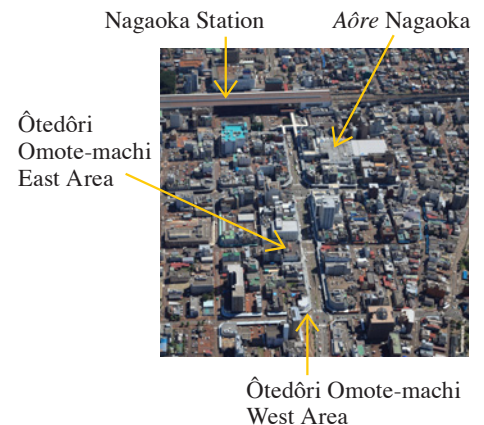 Nagaoka Station
Aôre Nagaoka
Ôtedôri
Omote-machi
East Area
Ôtedôri Omote-machi
West Area